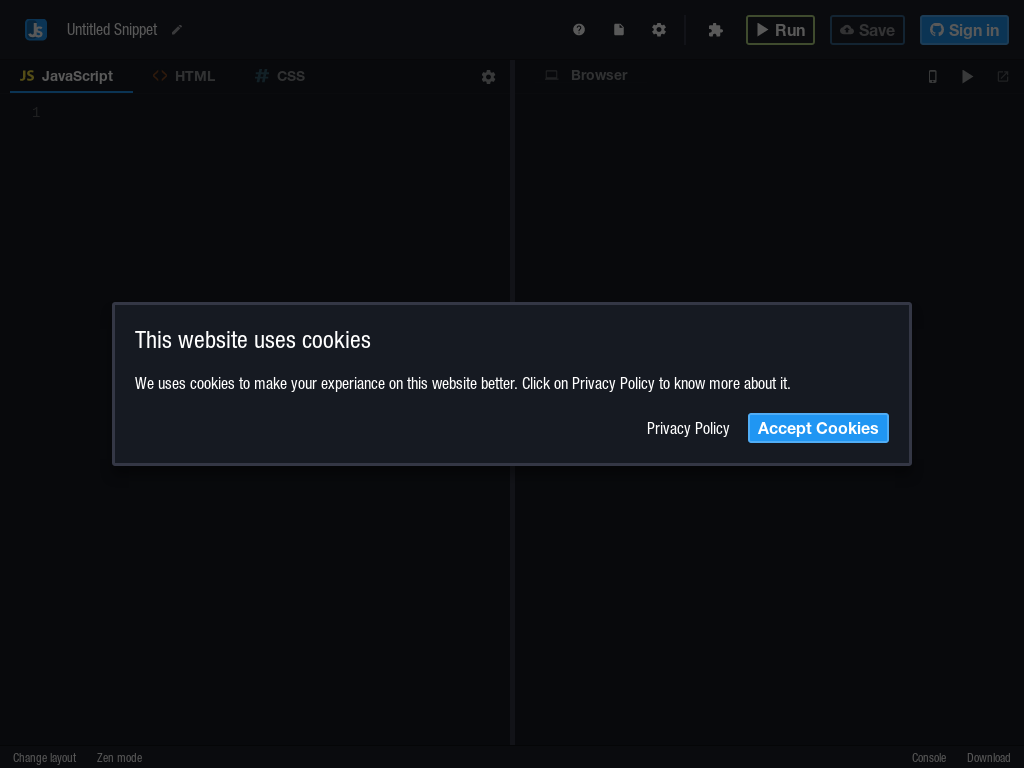 Js Untitled Snippet Run Save Sign in
JS JavaScript <> HTML # CSS Browser
1
This website uses cookies
We uses cookies to make your experiance on this website better. Click on Privacy Policy to know more about it.
Privacy Policy Accept Cookies
Change layout Zen mode Console Download